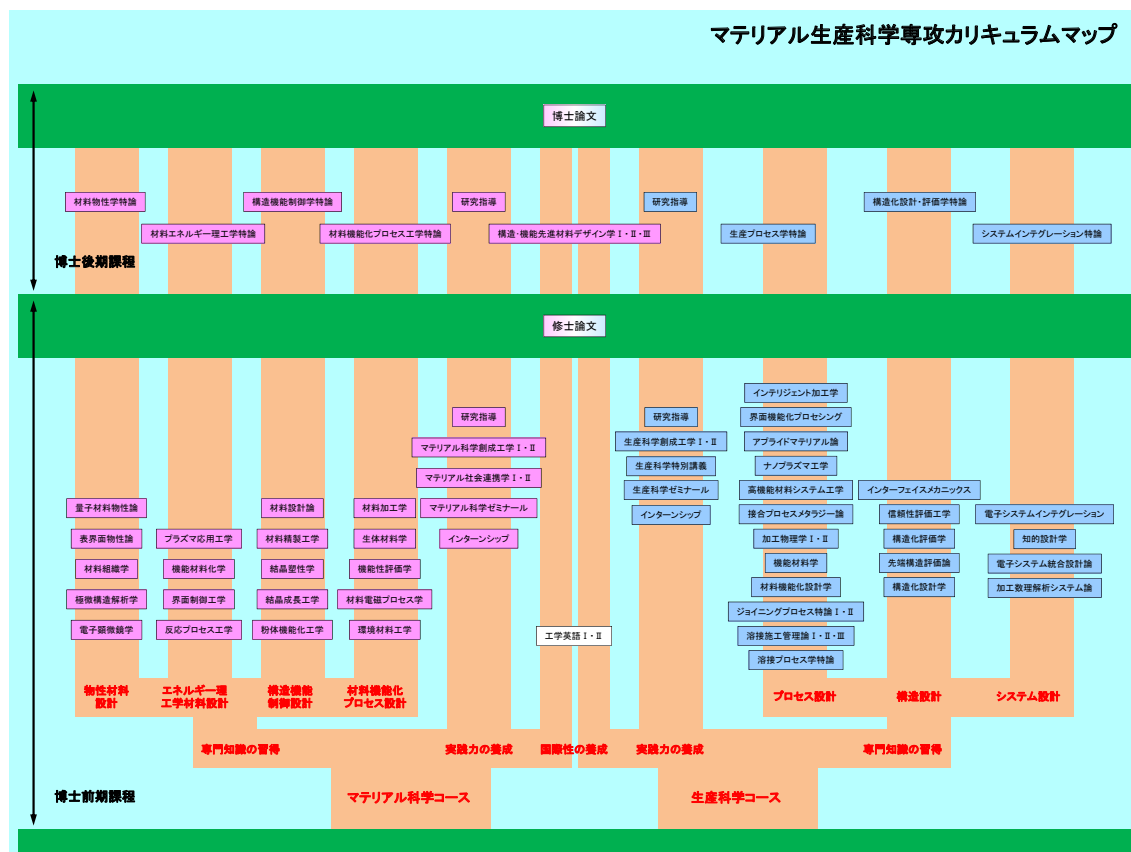 マテリアル生産科学専攻カリキュラムマップ
博士論文
材料物性学特論
構造機能制御学特論
研究指導
研究指導
構造化設計・評価学特論
材料エネルギー理工学特論
材料機能化プロセス工学特論
構造・機能先進材料デザイン学Ⅰ・Ⅱ・Ⅲ
生産プロセス学特論
システムインテグレーション特論
博士後期課程
修士論文
研究指導
マテリアル科学創成工学Ⅰ・Ⅱ
マテリアル社会連携学Ⅰ・Ⅱ
マテリアル科学ゼミナール
インターンシップ
研究指導
生産科学創成工学Ⅰ・Ⅱ
生産科学特別講義
生産科学ゼミナール
インターンシップ
インテリジェント加工学
界面機能化プロセシング
アプライドマテリアル論
ナノプラズマ工学
高機能材料システム工学
接合プロセスメタラジー論
加工物理学Ⅰ・Ⅱ
機能材料学
材料機能化設計学
ジョイニングプロセス特論Ⅰ・Ⅱ
溶接施工管理論Ⅰ・Ⅱ・Ⅲ
溶接プロセス学特論
インターフェイスメカニックス
信頼性評価工学
構造化評価学
先端構造評価論
構造化設計学
電子システムインテグレーション
知的設計学
電子システム統合設計論
加工数理解析システム論
量子材料物性論
表界面物性論
材料組織学
極微構造解析学
電子顕微鏡学
プラズマ応用工学
機能材料化学
界面制御工学
反応プロセス工学
材料設計論
材料精製工学
結晶塑性学
結晶成長工学
粉体機能化工学
材料加工学
生体材料学
機能性評価学
材料電磁プロセス学
環境材料工学
工学英語Ⅰ・Ⅱ
物性材料
設計
エネルギー理
工学材料設計
構造機能
制御設計
材料機能化
プロセス設計
プロセス設計
構造設計
システム設計
専門知識の習得
実践力の養成
国際性の養成
実践力の養成
専門知識の習得
博士前期課程
マテリアル科学コース
生産科学コース